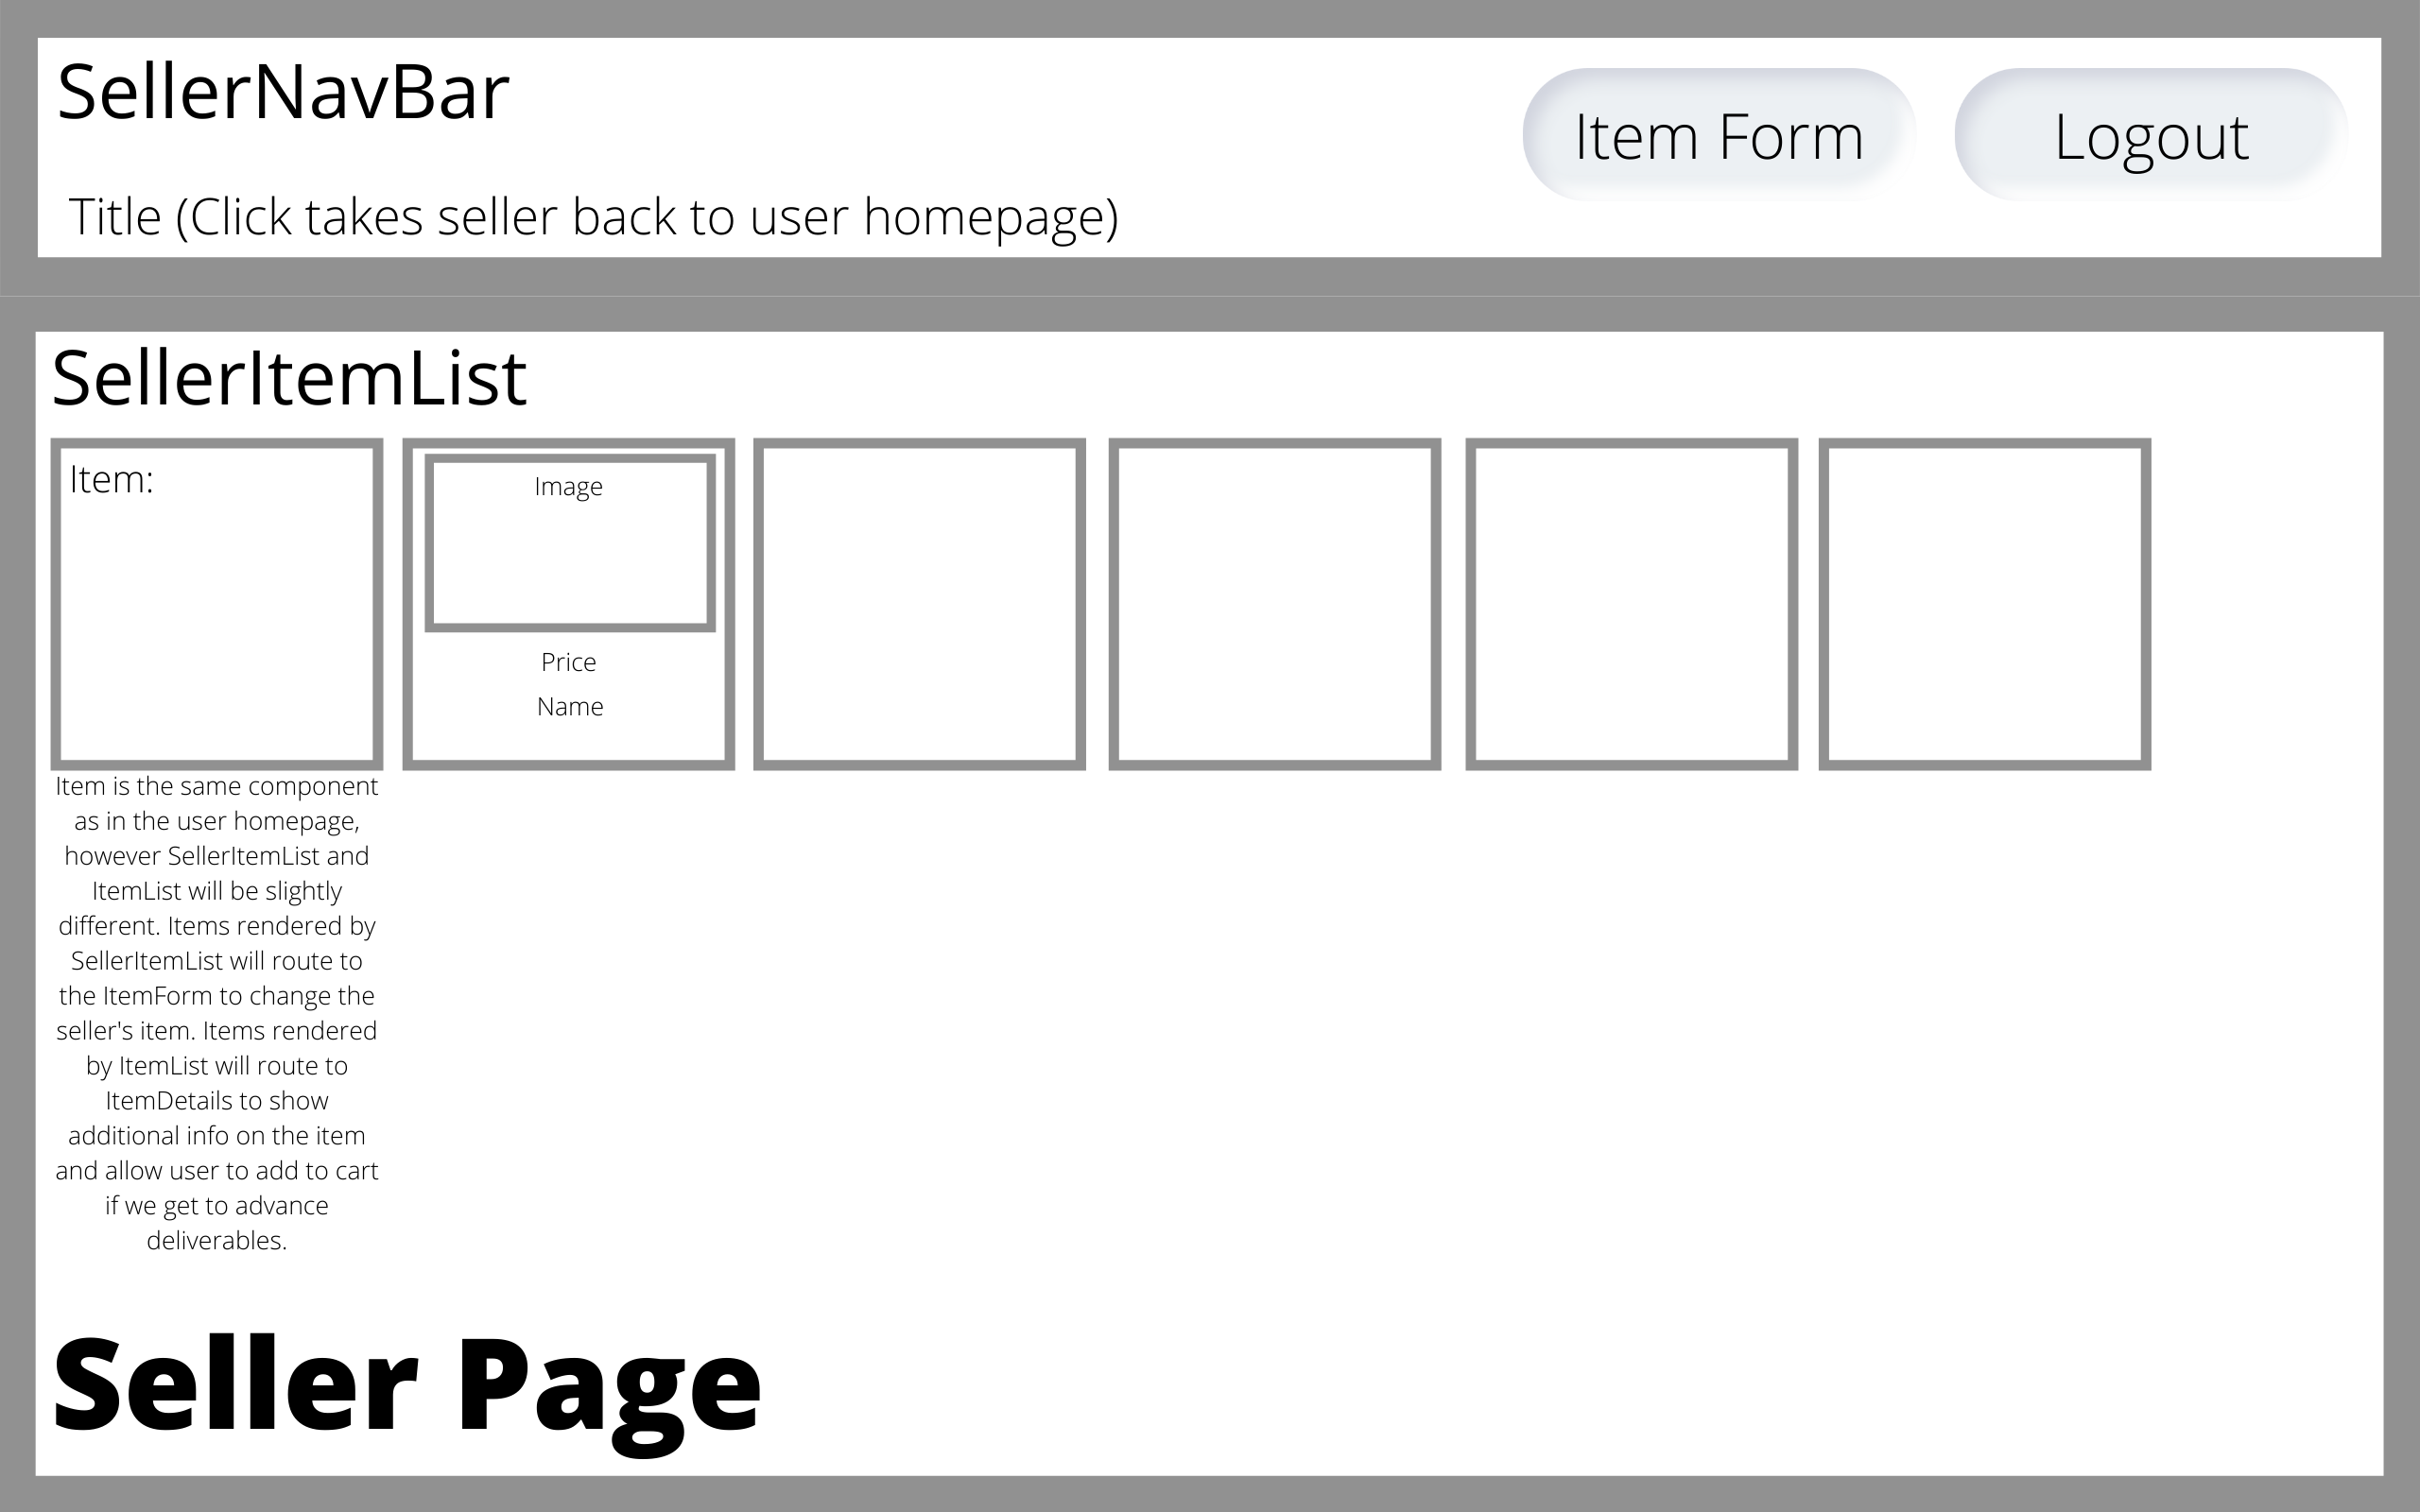 SellerNavBar
Item Form
Logout
Title (Click takes seller back to user homepage)
SellerItemList
Item:
Image
Price
Name
Item is the same component
as in the user homepage,
however SellerItemList and
ItemList will be slightly
different. Items rendered by
SellerItemList will route to
the ItemForm to change the
seller's item. Items rendered
by ItemList will route to
ItemDetails to show
additional info on the item
and allow user to add to cart
if we get to advance
deliverables.
Seller Page